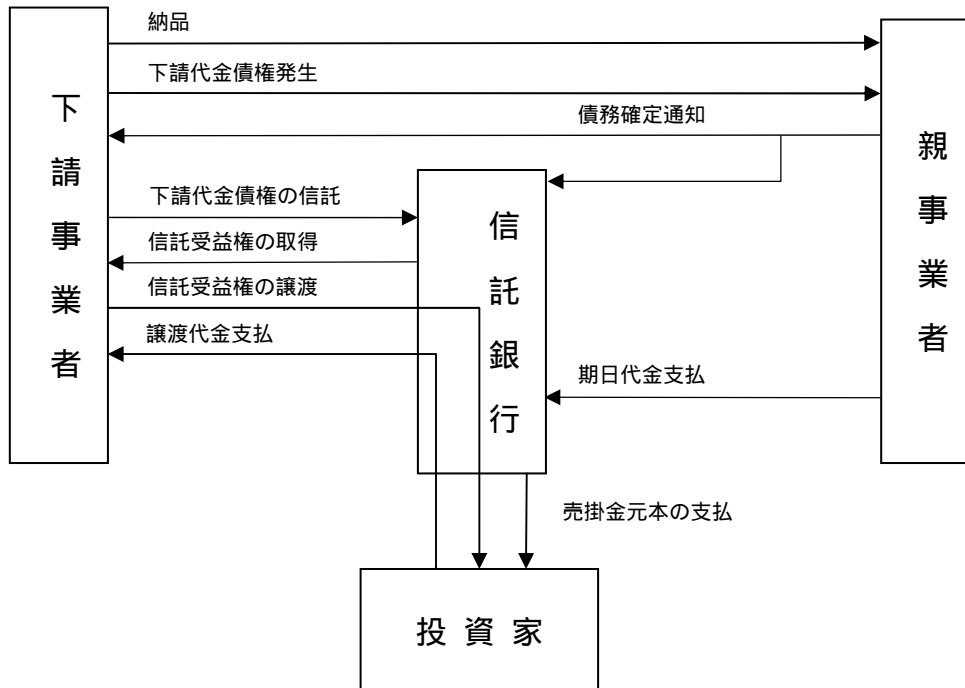 納品
下請代金債権発生
債務確定通知
下請事業者
親事業者
信託銀行
下請代金債権の信託
信託受益権の取得
信託受益権の譲渡
譲渡代金支払
期日代金支払
売掛金元本の支払
投資家